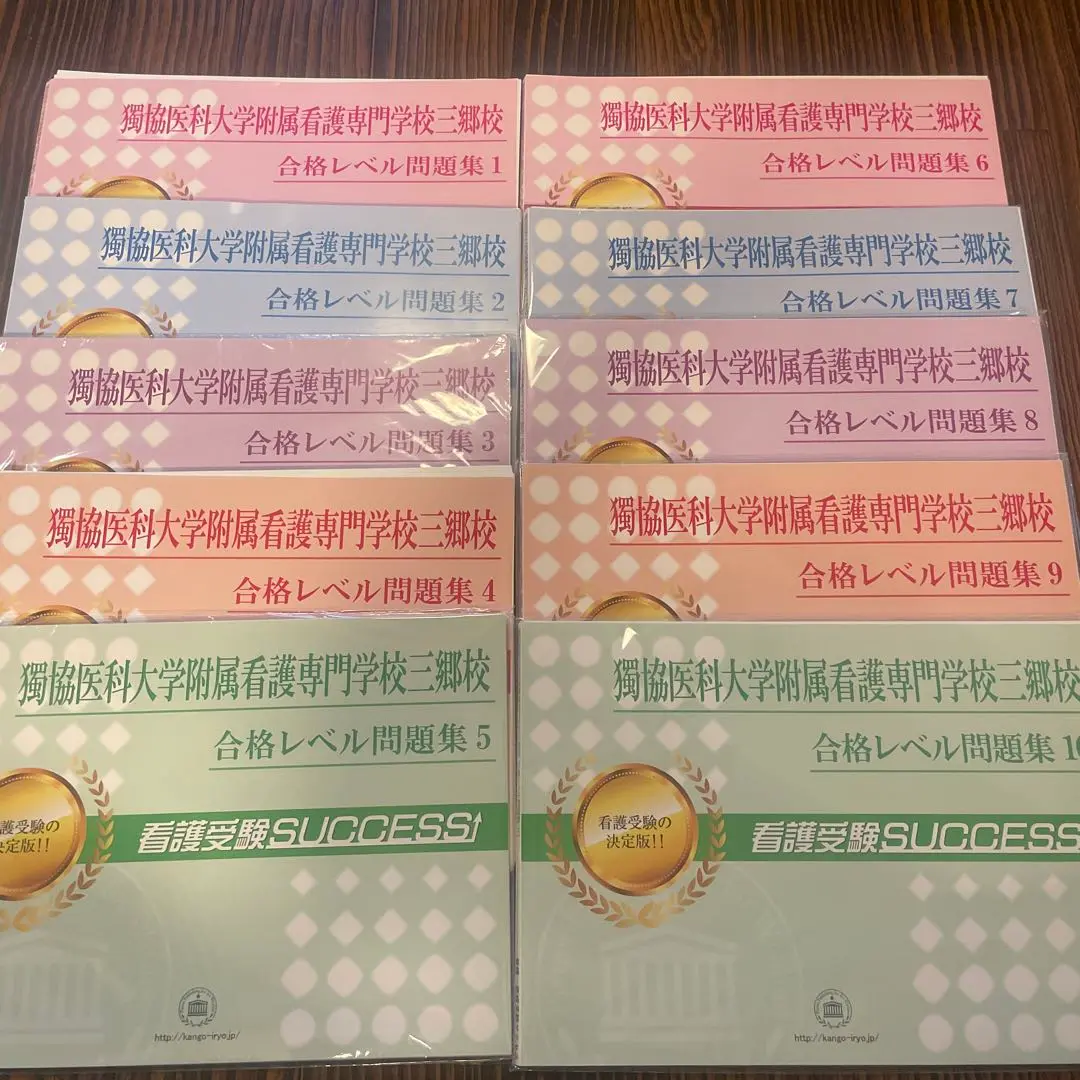 獨協医科大学附属看護専門学校三郷校
合格レベル問題集1
獨協医科大学附属看護専門学校三郷校
合格レベル問題集2
獨協医科大学附属看護専門学校三郷校
合格レベル問題集3
獨協医科大学附属看護専門学校三郷校
合格レベル問題集4
獨協医科大学附属看護専門学校三郷校
合格レベル問題集5
護受験の
決定版!!
看護受験SUCCESS
http://kango-iryo.jp/
獨協医科大学附属看護専門学校三郷校
合格レベル問題集6
獨協医科大学附属看護専門学校三郷校
合格レベル問題集7
獨協医科大学附属看護専門学校三郷校
合格レベル問題集8
獨協医科大学附属看護専門学校三郷校
合格レベル問題集9
獨協医科大学附属看護専門学校三郷校
合格レベル問題集10
看護受験の
決定版!!
看護受験SUCCESS
http://kango-iryo.jp/